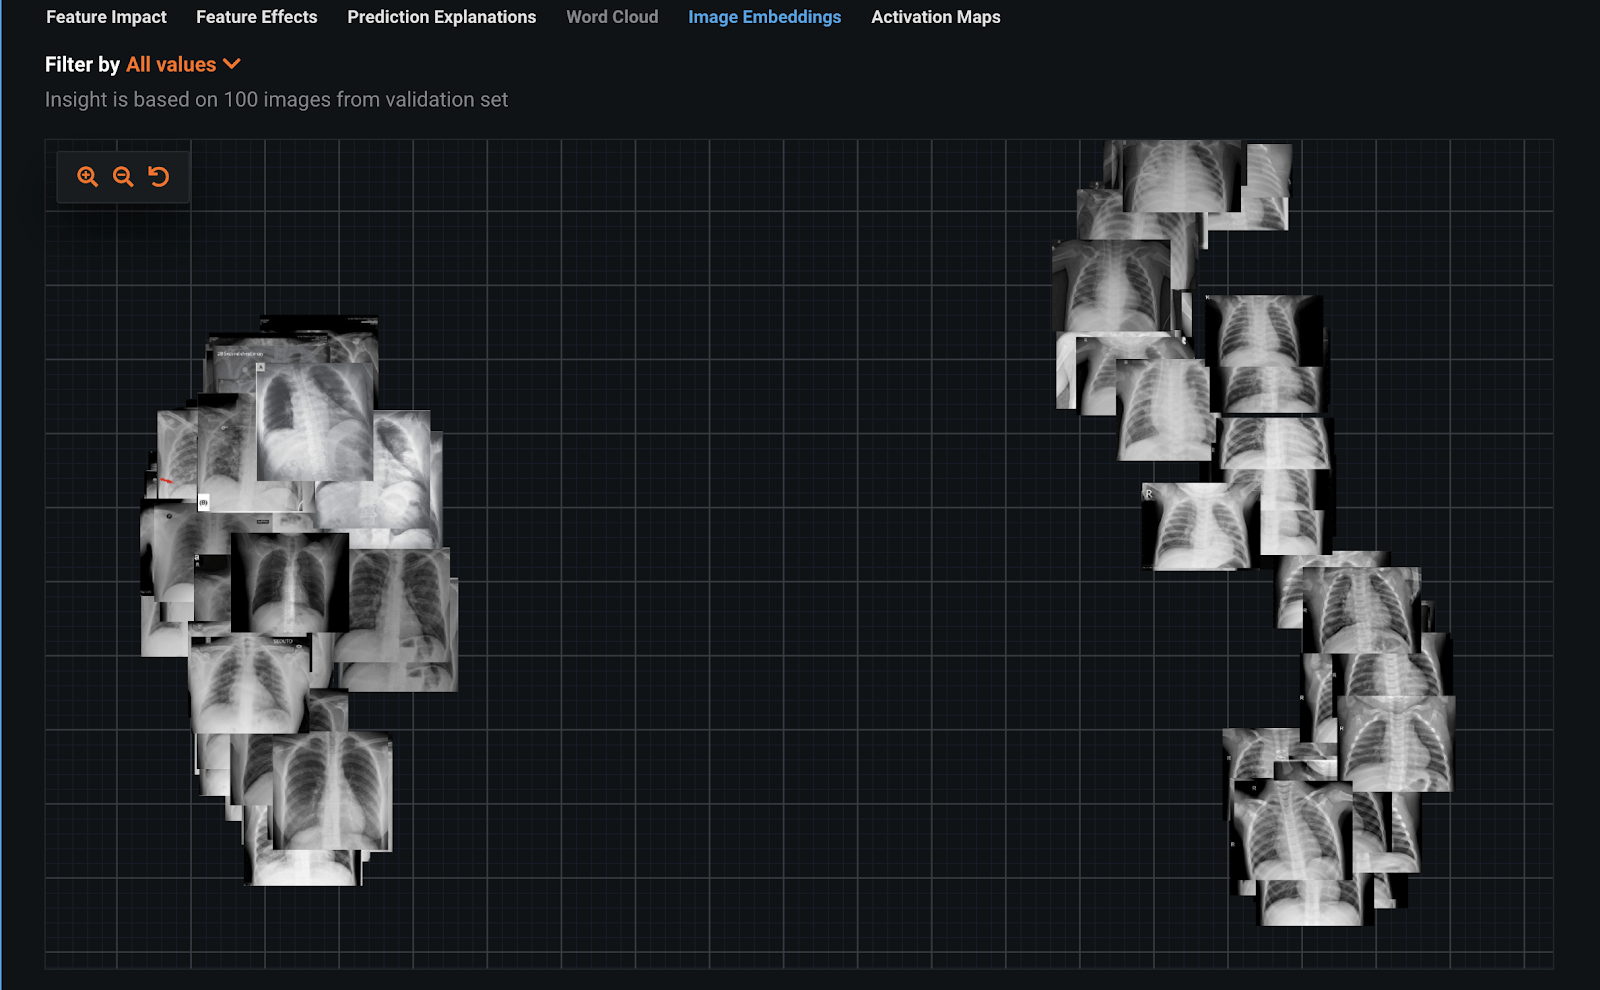 Feature Impact Feature Effects Prediction Explanations Word Cloud Image Embeddings Activation Maps
Filter by All values
Insight is based on 100 images from validation set
R
SEDUTO
R
R
R
R